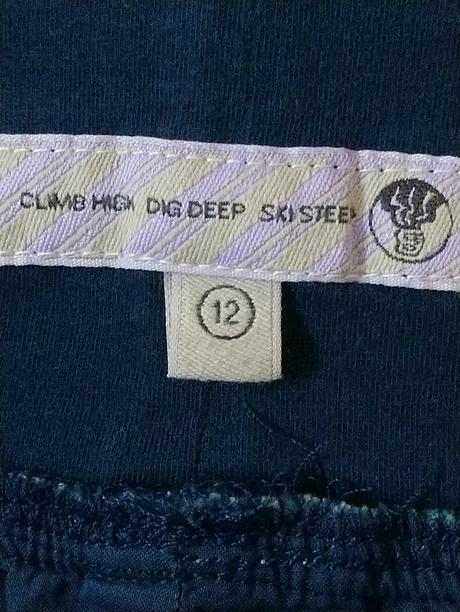 CLIMB HIGH DIG DEEP SKI STEEP
12